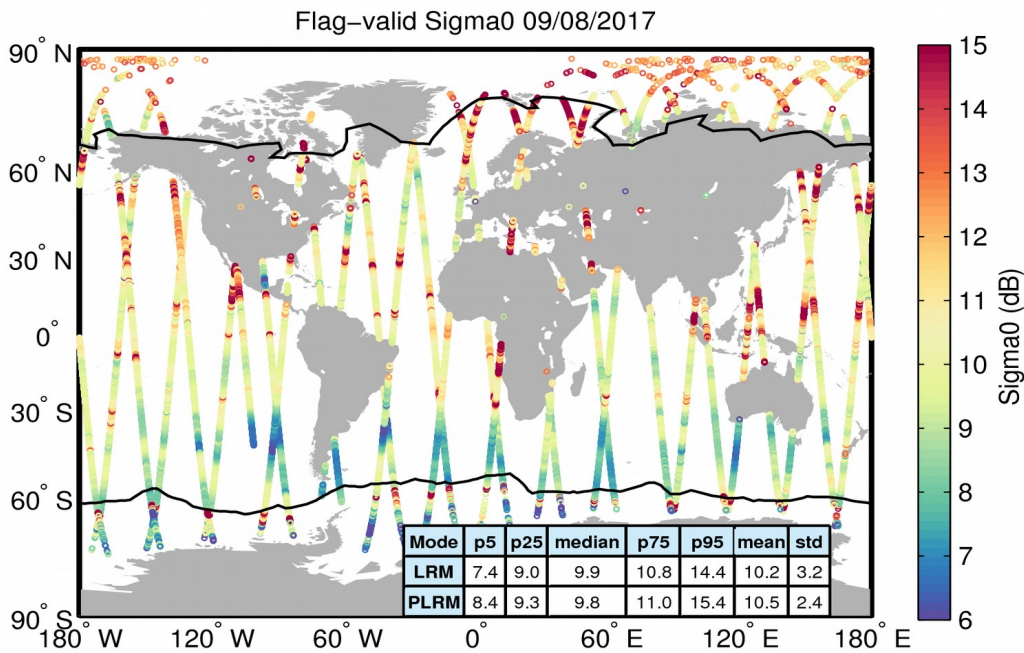 Flag−valid Sigma0 09/08/2017
90° N
60° N
30° N
0°
30° S
60° S
90° S
180° W
120° W
60° W
0°
60° E
120° E
180° E
Mode p5 p25 median p75 p95 mean std
LRM 7.4 9.0 9.9 10.8 14.4 10.2 3.2
PLRM 8.4 9.3 9.8 11.0 15.4 10.5 2.4
15
14
13
12
11
10
9
8
7
6
Sigma0 (dB)